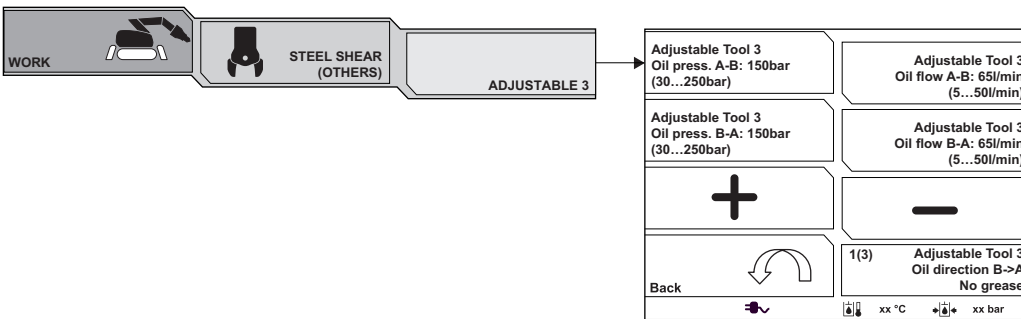 WORK
STEEL SHEAR
(OTHERS)
ADJUSTABLE 3
Adjustable Tool 3
Oil press. A-B: 150bar
(30...250bar)
Adjustable Tool 3
Oil flow A-B: 65l/min
(5...50l/min)
Adjustable Tool 3
Oil press. B-A: 150bar
(30...250bar)
Adjustable Tool 3
Oil flow B-A: 65l/min
(5...50l/min)
Back
1(3) Adjustable Tool 3
Oil direction B->A
No grease
xx °C xx bar